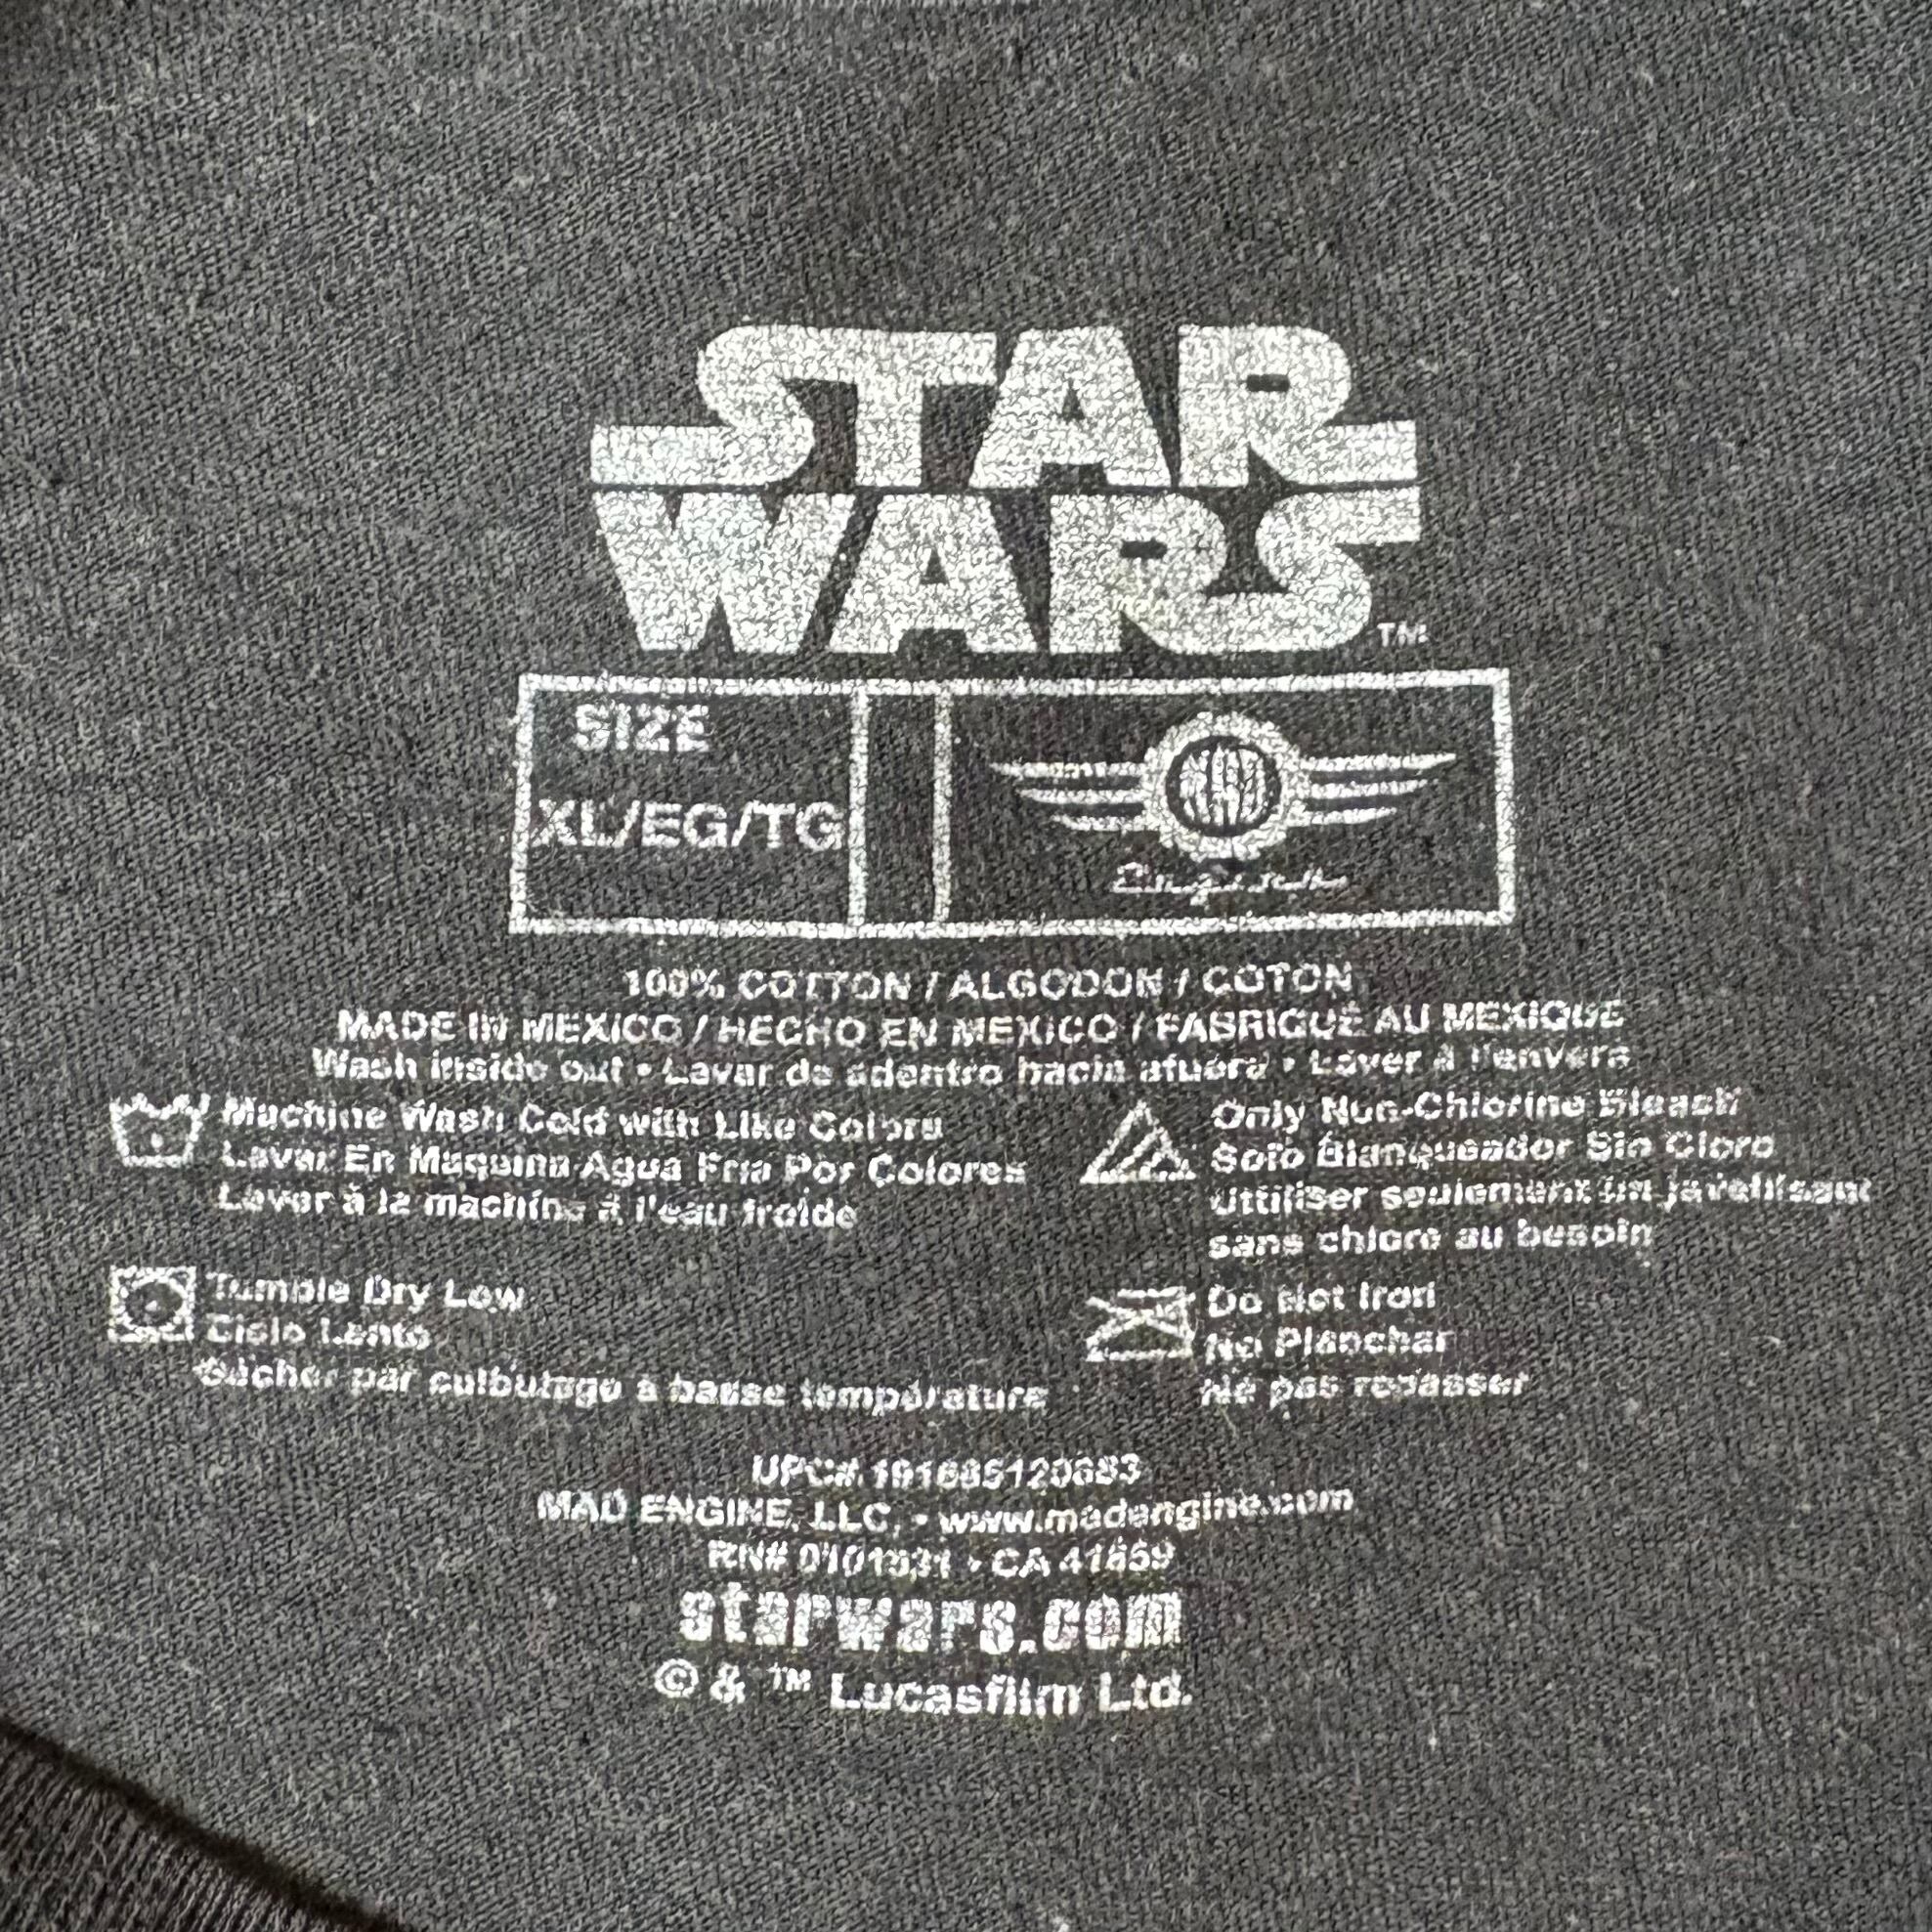 STAR
WARS TM
SIZE
XL/EG/TG
100% COTTON / ALGODON / COTON
MADE IN MEXICO / HECHO EN MEXICO / FABRIQUÉ AU MEXIQUE
Wash inside out • Lavar de adentro hacia afuera • Laver à l'envers
Machine Wash Cold with Like Colors
Lavar En Maquina Agua Fria Por Colores
Laver à la machine à l'eau froide
Only Non-Chlorine Bleach
Solo Blanqueador Sin Cloro
Uttiliser seulement un javellisant
sans chlore au besoin
Tumble Dry Low
Ciclo Lento
Sécher par culbutage à basse température
Do Not Iron
No Planchar
Ne pas repasser
UPC#
MAD ENGINE, LLC. • www.madengine.com
RN# • CA
starwars.com
© & ™ Lucasfilm Ltd.